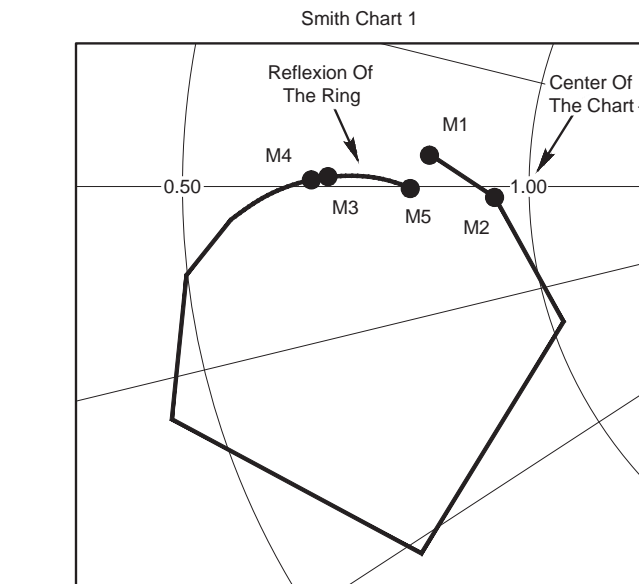 Smith Chart 1
Reflexion Of
The Ring
Center Of
The Chart
M1
M4
0.50
1.00
M3
M5
M2